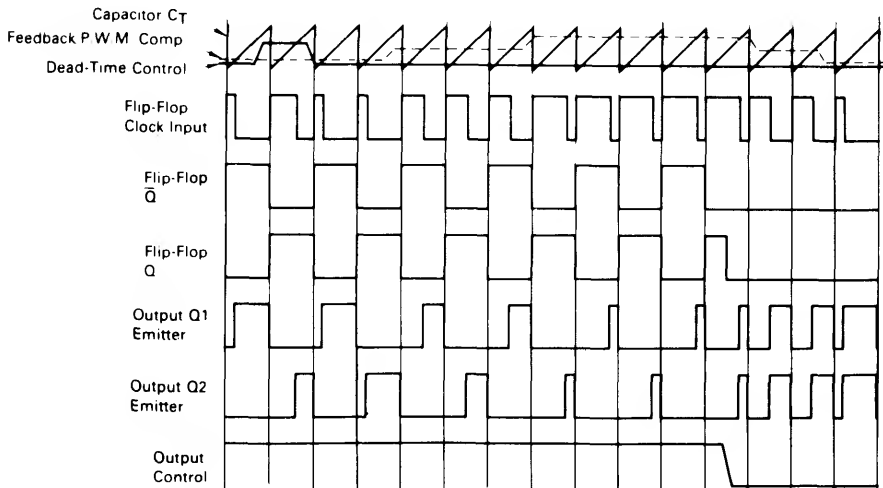 Capacitor CT
Feedback P.W.M. Comp
Dead-Time Control
Flip-Flop
Clock Input
Flip-Flop
Q̅
Flip-Flop
Q
Output Q1
Emitter
Output Q2
Emitter
Output
Control